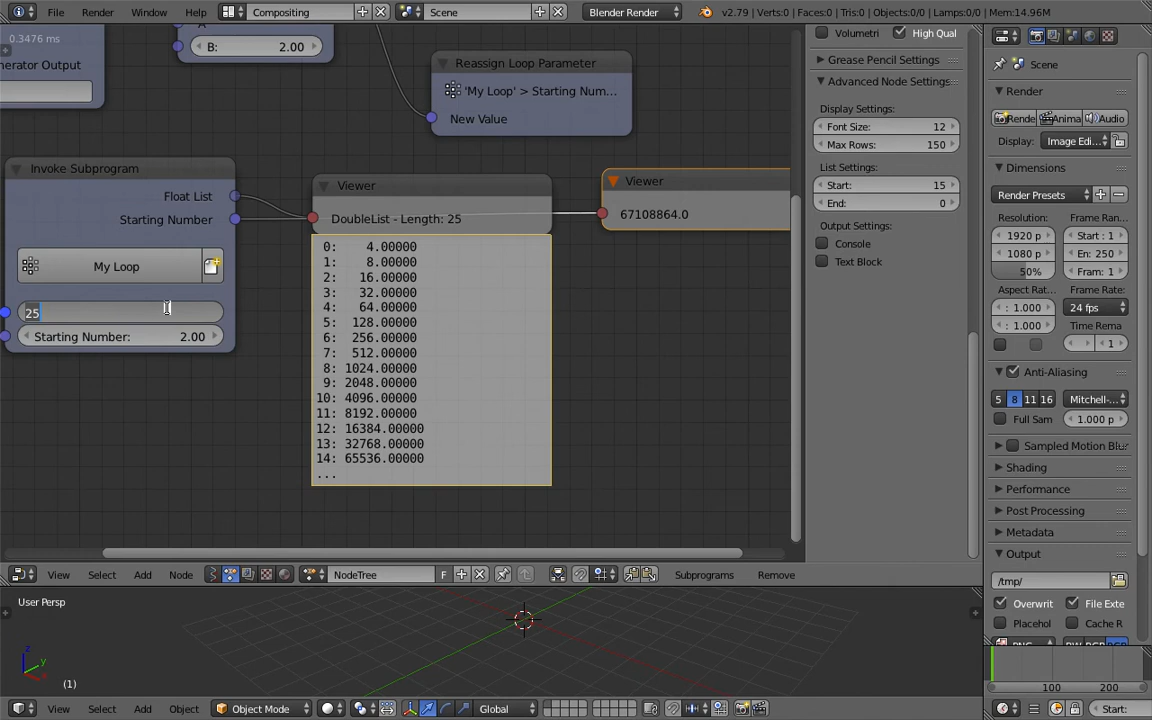 File Render Window Help Compositing Scene Blender Render v2.79 | Verts:0 | Faces:0 | Tris:0 | Objects:0/0 | Lamps:0/0 | Mem:14.96M
0.3476 ms
nerator Output
B: 2.00
Reassign Loop Parameter
'My Loop' > Starting Num...
New Value
Invoke Subprogram
Float List
Starting Number
My Loop
25
Starting Number: 2.00
Viewer
DoubleList - Length: 25
0: 4.00000
1: 8.00000
2: 16.00000
3: 32.00000
4: 64.00000
5: 128.00000
6: 256.00000
7: 512.00000
8: 1024.00000
9: 2048.00000
10: 4096.00000
11: 8192.00000
12: 16384.00000
13: 32768.00000
14: 65536.00000
...
Viewer
67108864.0
Volumetri High Qual
Grease Pencil Settings
Advanced Node Settings
Display Settings:
Font Size: 12
Max Rows: 150
List Settings:
Start: 15
End: 0
Output Settings:
Console
Text Block
Scene
Render
Rende Anima Audio
Display: Image Edi...
Dimensions
Render Presets
Resolution: Frame Ran...
1920 p Start : 1
1080 p En: 250
50% Fram: 1
Aspect Rat... Frame Rate:
: 1.000 24 fps
: 1.000 Time Rema
1
Anti-Aliasing
5 8 11 16 Mitchell-...
Full Sam 1.000 p
Sampled Motion Blur
Shading
Performance
Post Processing
Metadata
Output
/tmp/
Overwrit File Exte
Placehol Cache R
View Select Add Node NodeTree F Subprograms Remove
User Persp
z
y
x
(1)
100 200
View Select Add Object Object Mode Global Start: